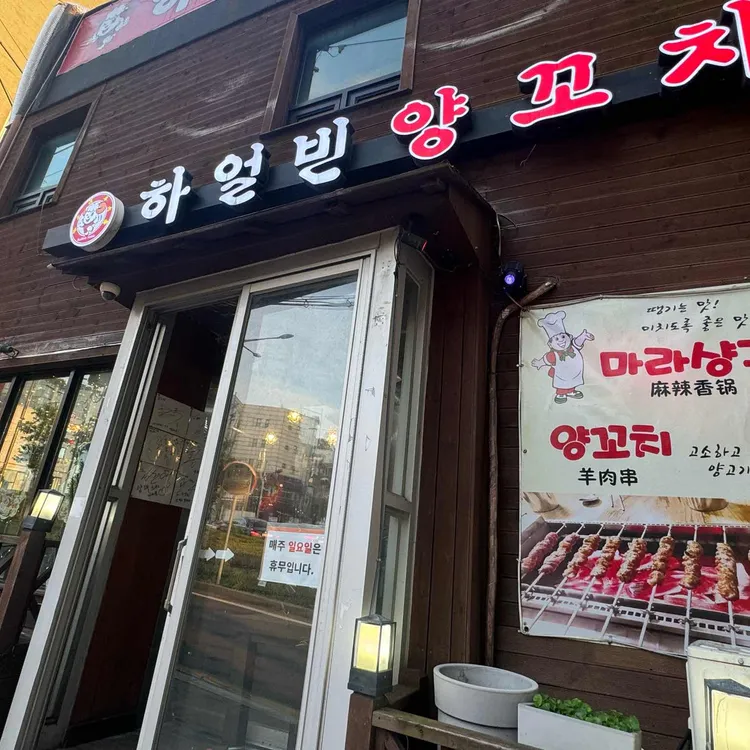 하얼빈양꼬치
땡기는 맛!
미치도록 좋은 맛
마라샹궈
麻辣香锅
양꼬치
羊肉串
고소하고
양고기
매주 일요일은
휴무입니다.